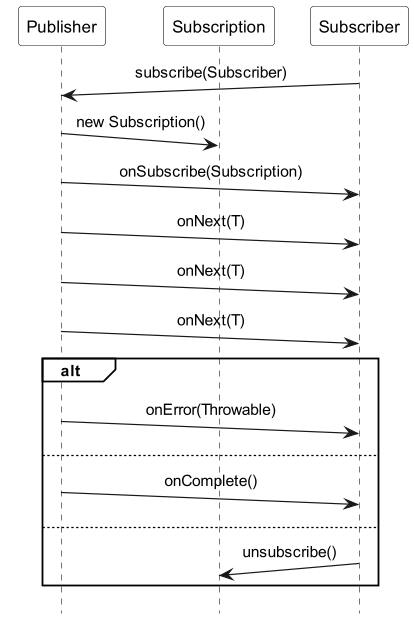 Publisher
Subscription
Subscriber
subscribe(Subscriber)
new Subscription()
onSubscribe(Subscription)
onNext(T)
onNext(T)
onNext(T)
alt
onError(Throwable)
onComplete()
unsubscribe()